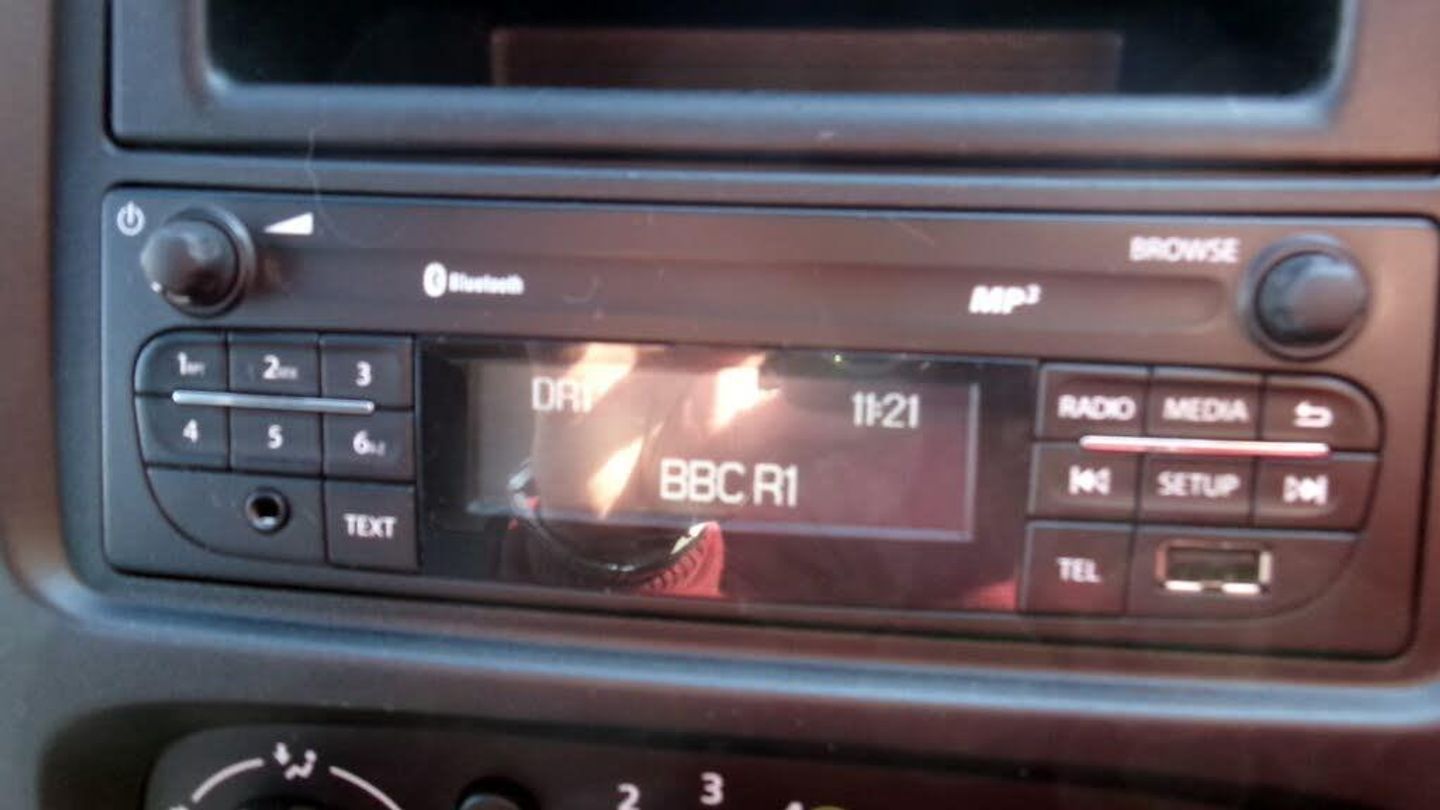 BROWSE
Bluetooth
MP3
1 2 3
DR1 11:21
RADIO MEDIA
4 5 6
BBC R1
SETUP
TEXT
TEL
2 3